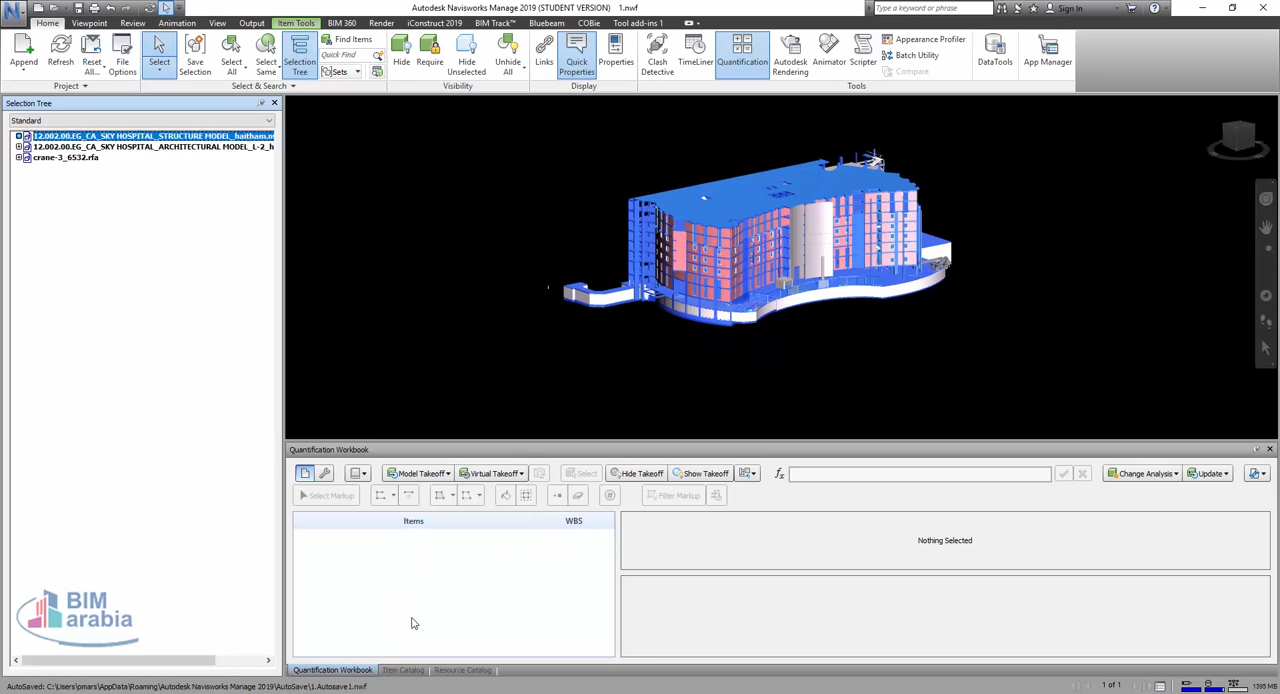 Autodesk Navisworks Manage 2019 (STUDENT VERSION) 1.nwf
Type a keyword or phrase
Sign In
Home Viewpoint Review Animation View Output Item Tools BIM 360 Render iConstruct 2019 BIM Track™ Bluebeam COBie Tool add-ins 1
Append
Refresh
Reset All...
File Options
Project
Select
Save Selection
Select All
Select Same
Selection Tree
Find Items
Quick Find
Sets
Select & Search
Hide
Require
Hide Unselected
Unhide All
Visibility
Links
Quick Properties
Properties
Display
Clash Detective
TimeLiner
Quantification
Autodesk Rendering
Animator
Scripter
Appearance Profiler
Batch Utility
Compare
Tools
DataTools
App Manager
Selection Tree
Standard
12.002.00.EG_CA_SKY HOSPITAL_STRUCTURE MODEL_haitham.n
12.002.00.EG_CA_SKY HOSPITAL_ARCHITECTURAL MODEL_L-2_h
crane-3_6532.rfa
Quantification Workbook
Model Takeoff Virtual Takeoff Select Hide Takeoff Show Takeoff fx Change Analysis Update
Select Markup Filter Markup
Items WBS
Nothing Selected
BIM
arabia
Quantification Workbook Item Catalog Resource Catalog
AutoSaved: C:\Users\omars\AppData\Roaming\Autodesk Navisworks Manage 2019\AutoSave\1.Autosave1.nwf
1 of 1
1395 MB